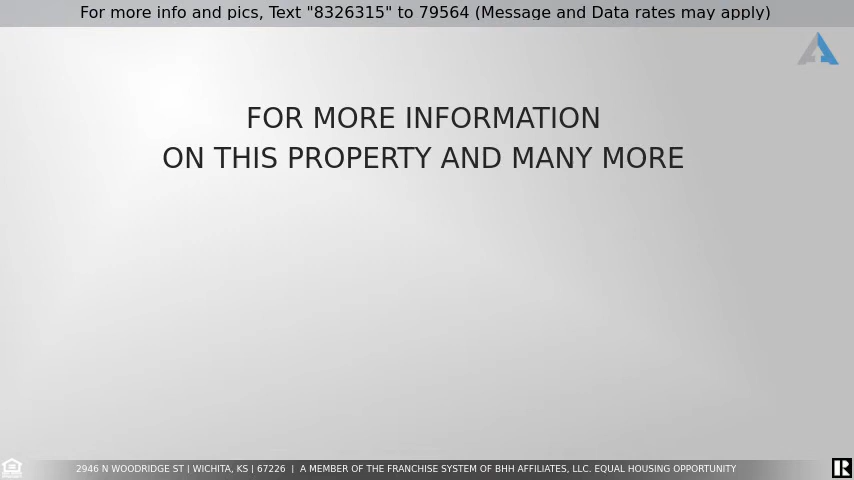 For more info and pics, Text "8326315" to 79564 (Message and Data rates may apply)
FOR MORE INFORMATION
ON THIS PROPERTY AND MANY MORE
2946 N WOODRIDGE ST | WICHITA, KS | 67226 | A MEMBER OF THE FRANCHISE SYSTEM OF BHH AFFILIATES, LLC. EQUAL HOUSING OPPORTUNITY